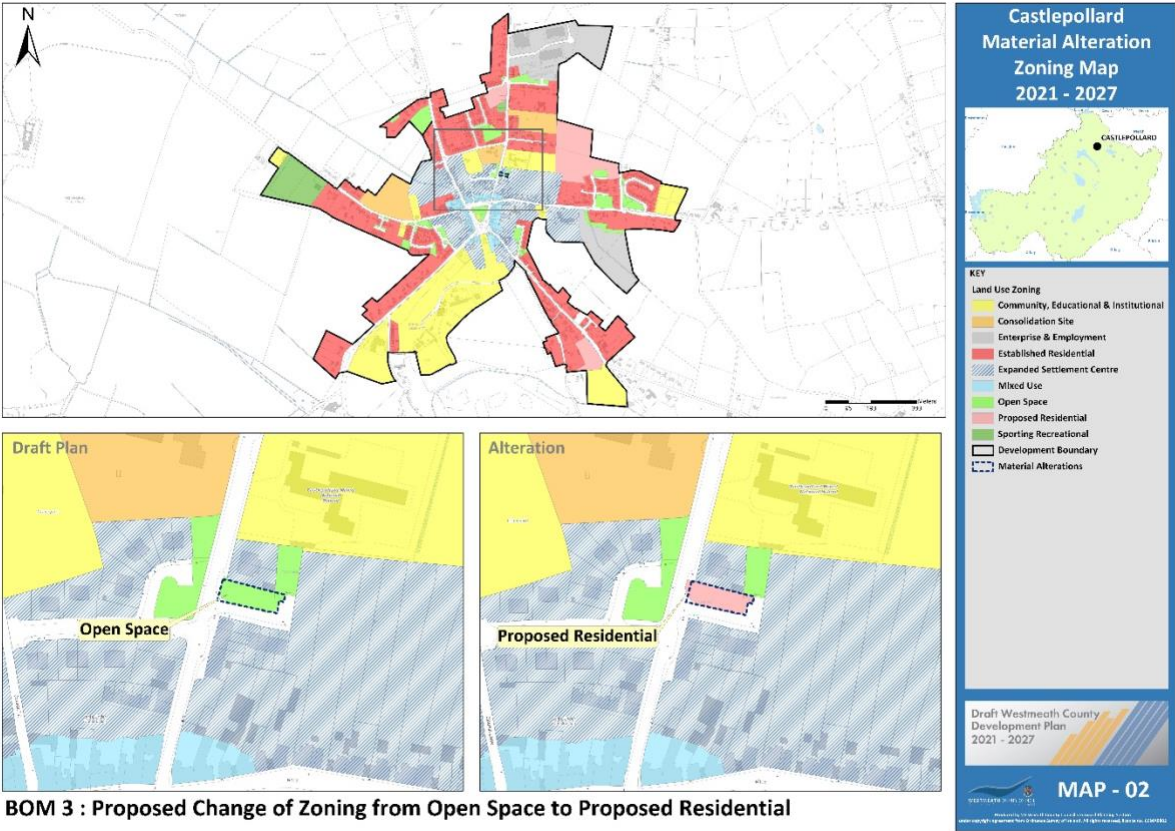 N
Castlepollard
Material Alteration
Zoning Map
2021 - 2027
CASTLEPOLLARD
KEY
Land Use Zoning
Community, Educational & Institutional
Consolidation Site
Enterprise & Employment
Established Residential
Expanded Settlement Centre
Mixed Use
Open Space
Proposed Residential
Sporting Recreational
Development Boundary
Material Alterations
Meters
Draft Plan
Open Space
Alteration
Proposed Residential
Draft Westmeath County
Development Plan
2021 - 2027
MAP - 02
BOM 3 : Proposed Change of Zoning from Open Space to Proposed Residential